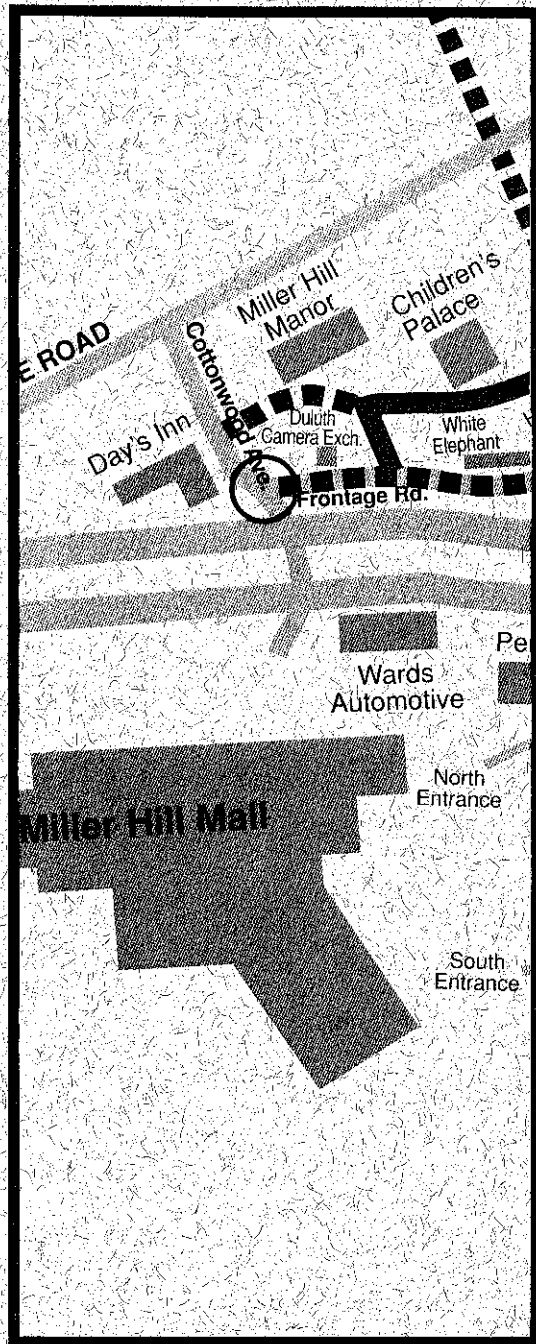 Miller Hill
Manor
Children's
Palace
E ROAD
Cottonwood Ave.
Day's Inn
Duluth
Camera Exch.
White
Elephant
Frontage Rd.
Wards
Automotive
Pe
North
Entrance
Miller Hill Mall
South
Entrance